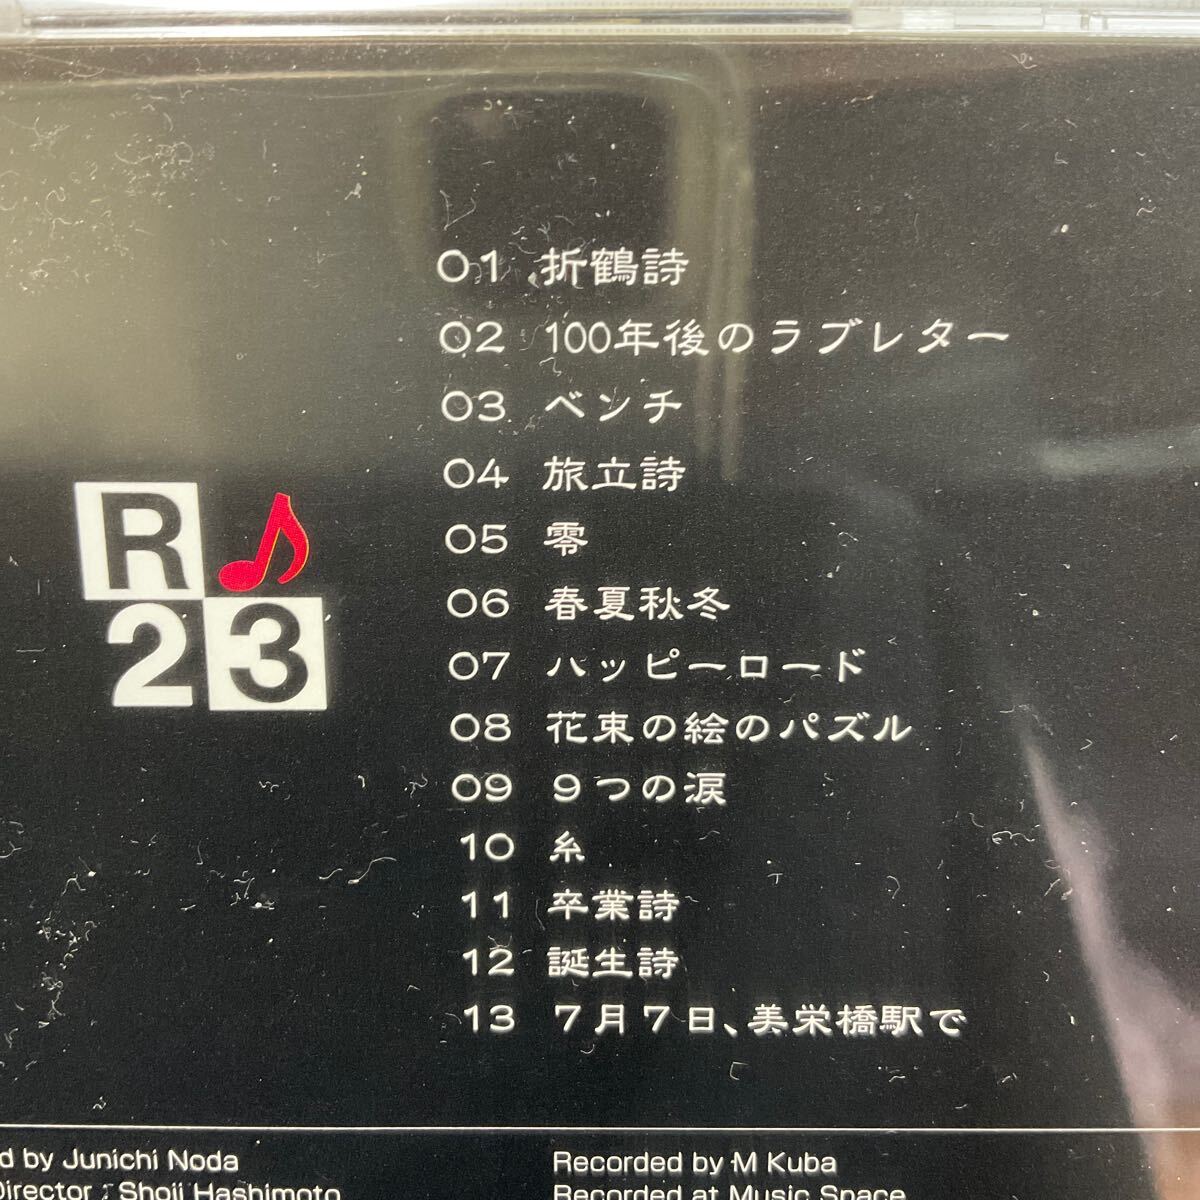 01 折鶴詩
02 100年後のラブレター
03 ベンチ
04 旅立詩
05 零
06 春夏秋冬
07 ハッピーロード
08 花束の絵のパズル
09 9つの涙
10 糸
11 卒業詩
12 誕生詩
13 7月7日、美栄橋駅で
R♪
23
d by Junichi Noda
Director : Shoji Hashimoto
Recorded by M Kuba
Recorded at Music Space